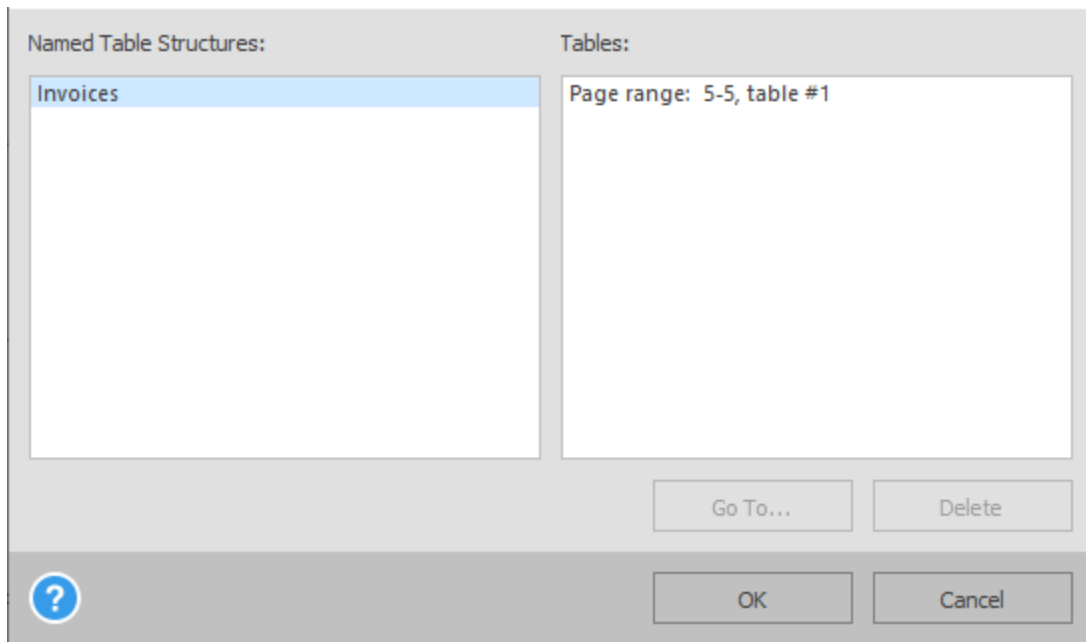 Named Table Structures:
Tables:
Invoices
Page range:  5-5, table #1
Go To...
Delete
?
OK
Cancel